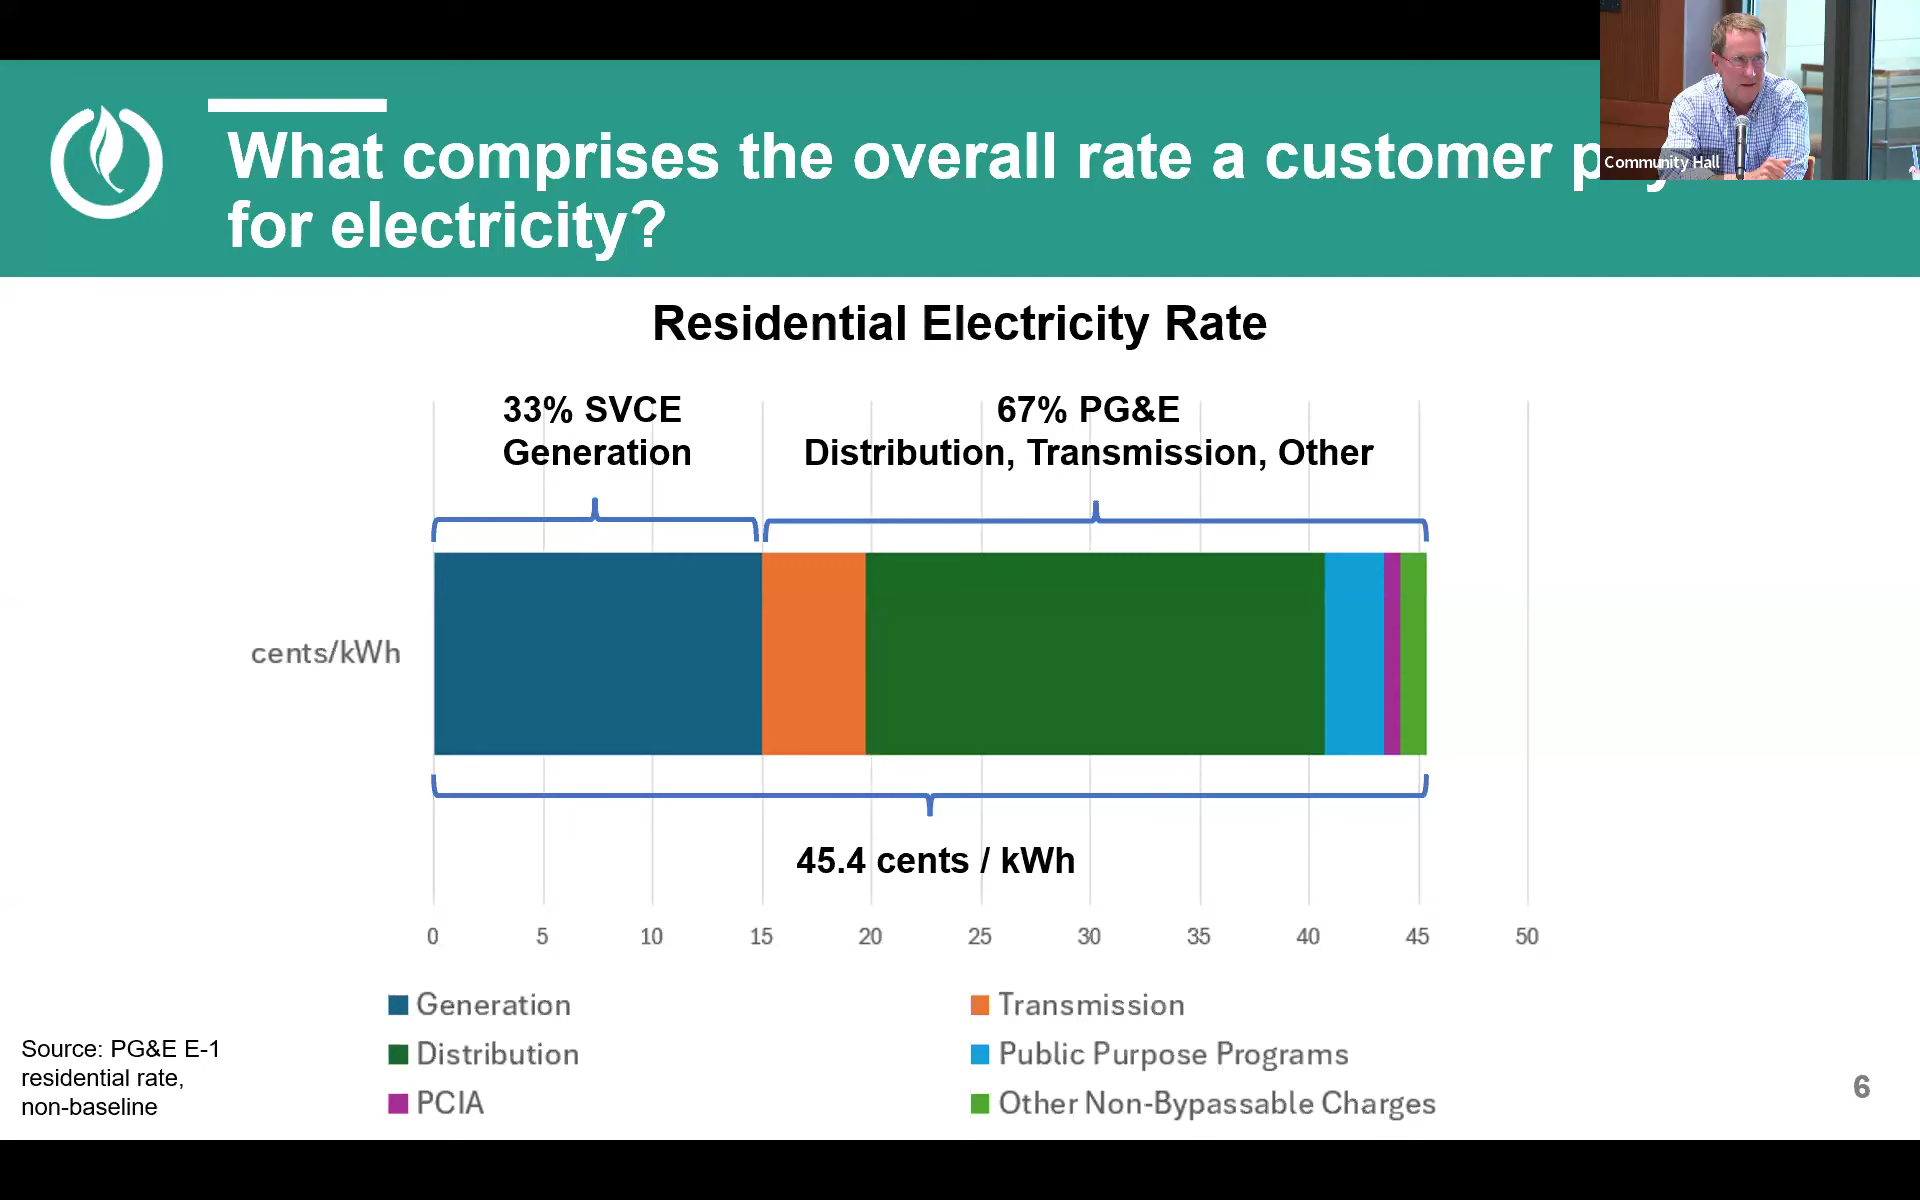 What comprises the overall rate a customer
for electricity?
Community Hall
Residential Electricity Rate
33% SVCE
Generation
67% PG&E
Distribution, Transmission, Other
cents/kWh
45.4 cents / kWh
0 5 10 15 20 25 30 35 40 45 50
Generation
Transmission
Distribution
Public Purpose Programs
PCIA
Other Non-Bypassable Charges
Source: PG&E E-1
residential rate,
non-baseline
6